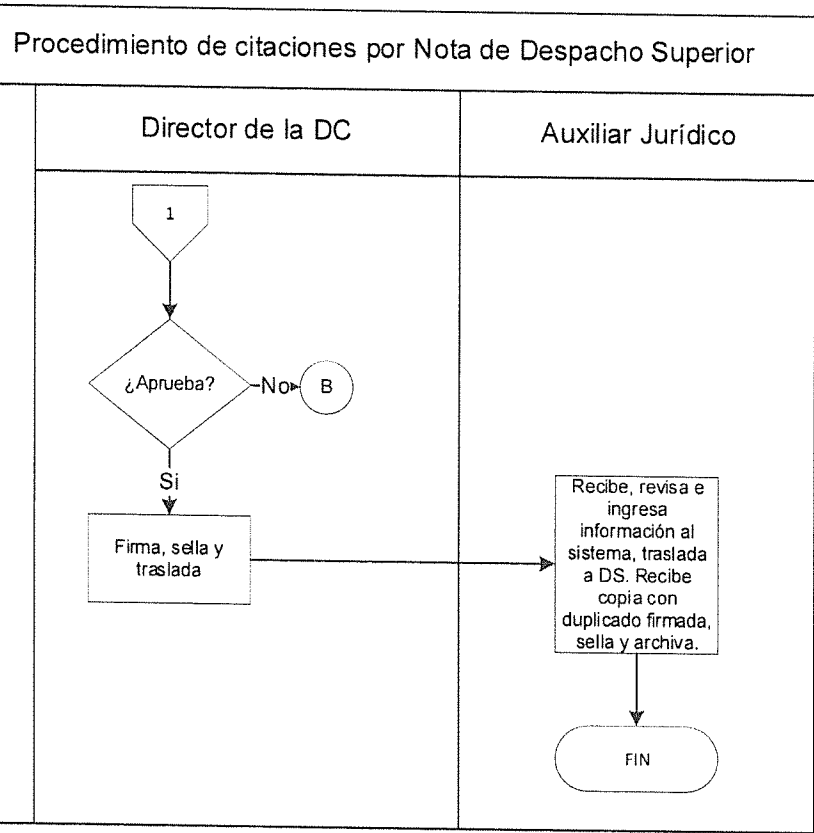 Procedimiento de citaciones por Nota de Despacho Superior
Director de la DC
Auxiliar Jurídico
1
¿Aprueba?
No
B
Si
Firma, sella y
traslada
Recibe, revisa e
ingresa
información al
sistema, traslada
a DS. Recibe
copia con
duplicado firmada,
sella y archiva.
FIN